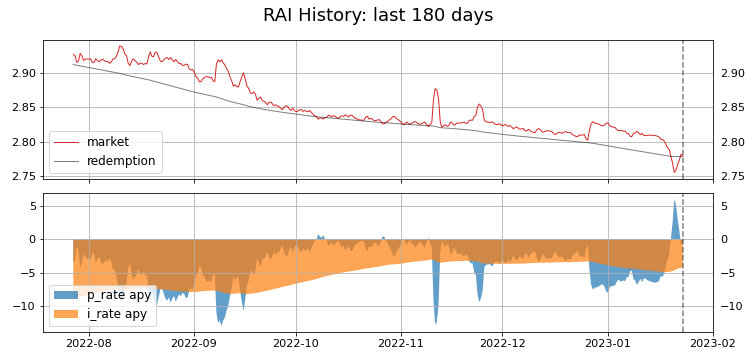 RAI History: last 180 days
2.90 2.90
2.85 2.85
2.80 2.80
2.75 2.75
market
redemption
5 5
0 0
−5 −5
−10 −10
p_rate apy
i_rate apy
2022-08 2022-09 2022-10 2022-11 2022-12 2023-01 2023-02